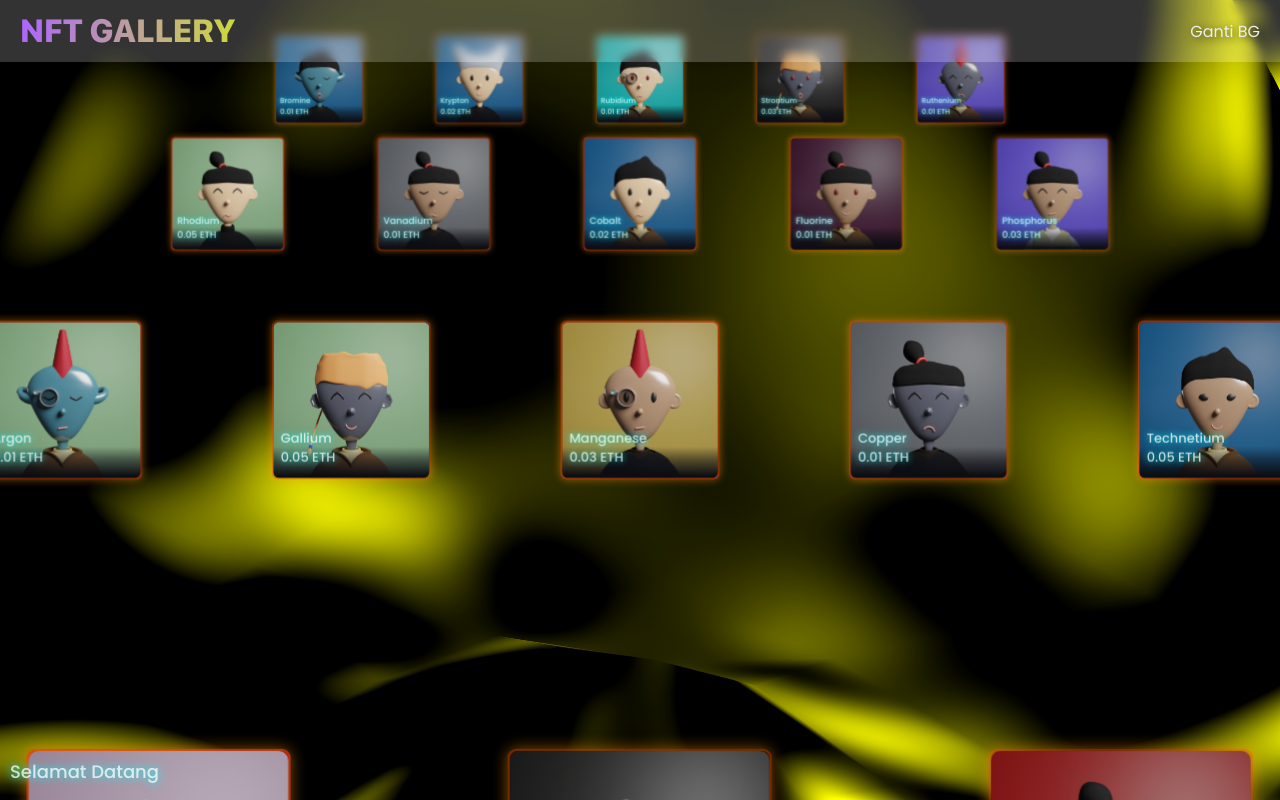 NFT GALLERY
Ganti BG
Bromine
0.01 ETH
Krypton
0.02 ETH
Rubidium
0.01 ETH
Strontium
0.03 ETH
Ruthenium
0.01 ETH
Rhodium
0.05 ETH
Vanadium
0.01 ETH
Cobalt
0.02 ETH
Fluorine
0.01 ETH
Phosphorus
0.03 ETH
rgon
.01 ETH
Gallium
0.05 ETH
Manganese
0.03 ETH
Copper
0.01 ETH
Technetium
0.05 ETH
Selamat Datang